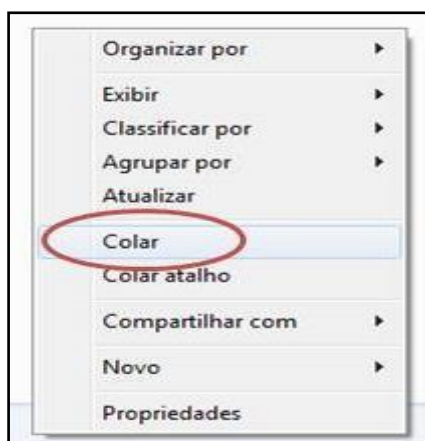 Organizar por
Exibir
Classificar por
Agrupar por
Atualizar
Colar
Colar atalho
Compartilhar com
Novo
Propriedades